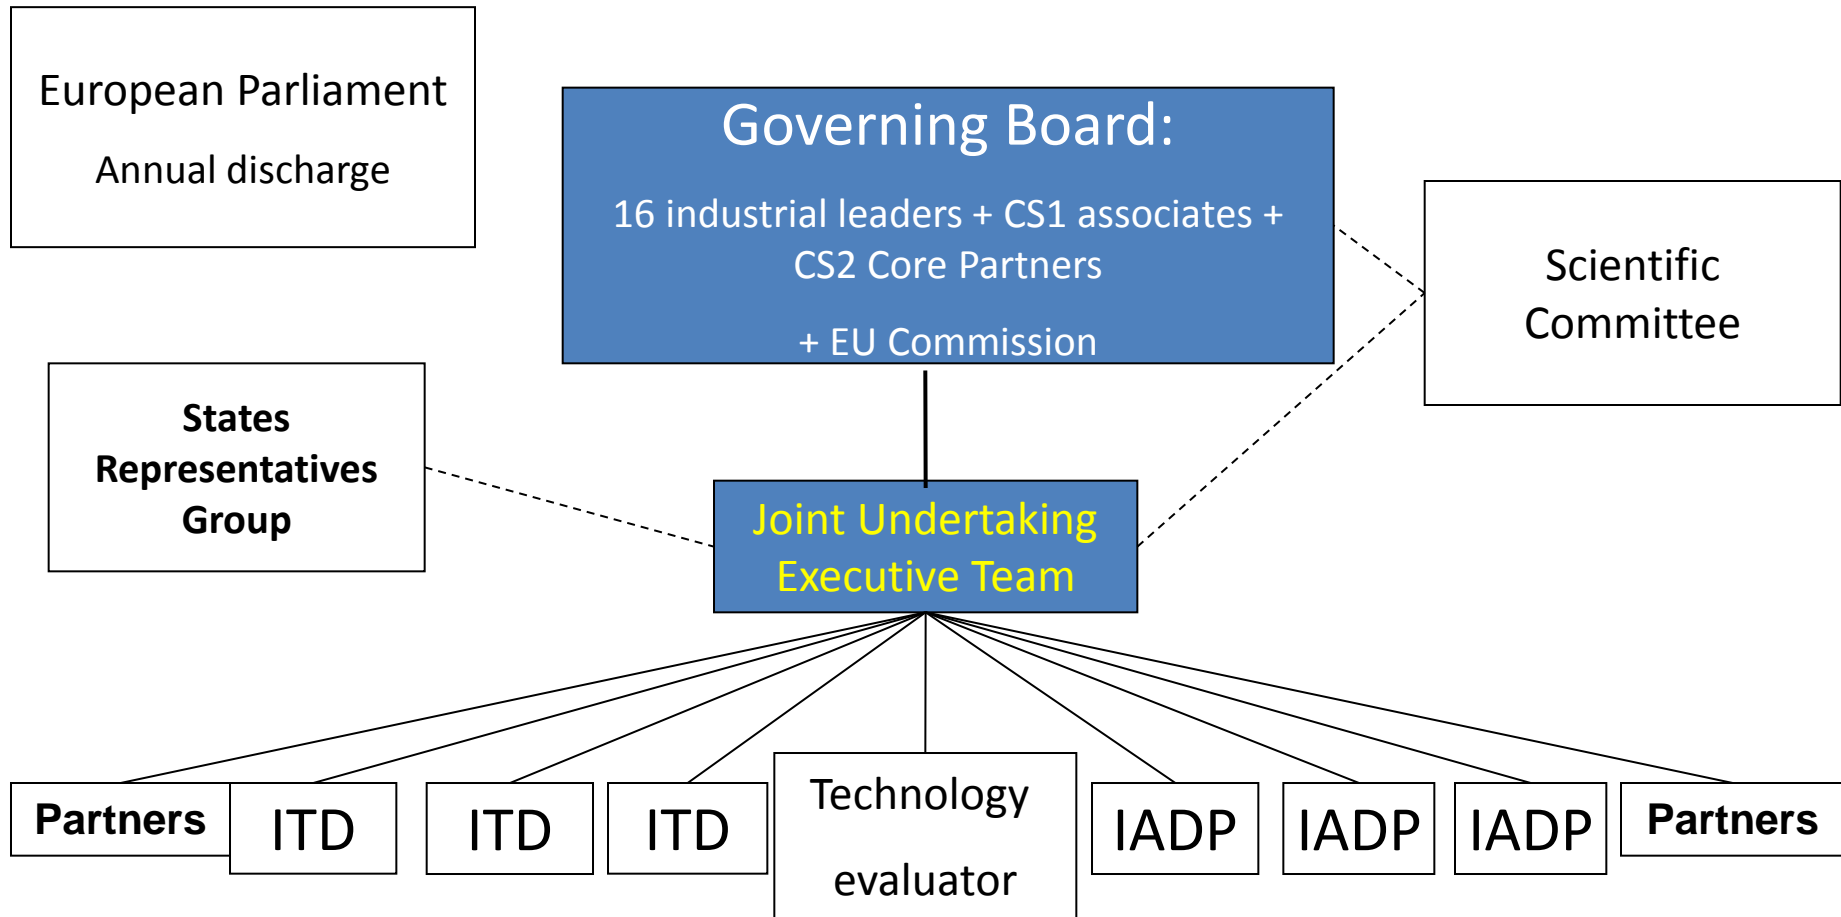 European Parliament
Annual discharge
Governing Board:
16 industrial leaders + CS1 associates +
CS2 Core Partners
+ EU Commission
Scientific
Committee
States
Representatives
Group
Joint Undertaking
Executive Team
Partners
ITD
ITD
ITD
Technology
evaluator
IADP
IADP
IADP
Partners